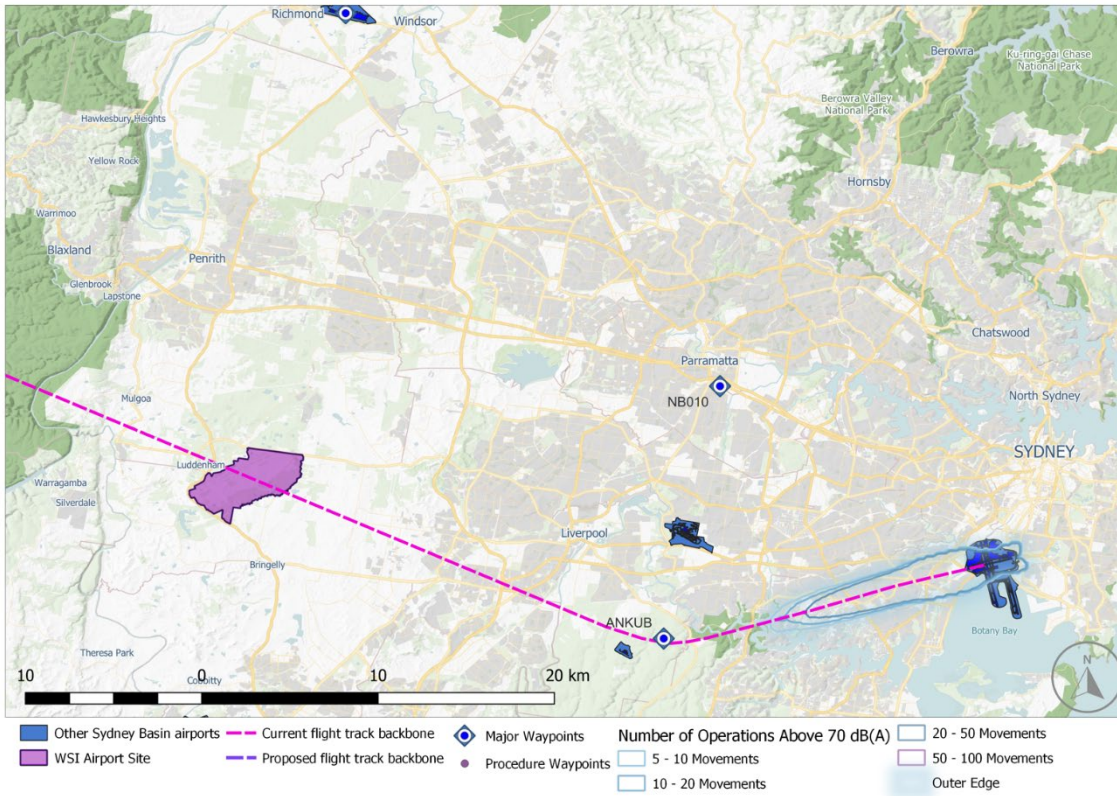 Richmond
Windsor
Berowra
Ku-ring-gai Chase
National Park
Berowra Valley
National Park
Hawkesbury Heights
Yellow Rock
Hornsby
Warrimoo
Blaxland
Penrith
Glenbrook
Lapstone
Chatswood
Parramatta
NB010
North Sydney
Mulgoa
SYDNEY
Luddenham
Warragamba
Silverdale
Liverpool
Bringelly
ANKUB
Botany Bay
Theresa Park
Cobbitty
N
10 0 10 20 km
Other Sydney Basin airports
WSI Airport Site
Current flight track backbone
Proposed flight track backbone
Major Waypoints
Procedure Waypoints
Number of Operations Above 70 dB(A)
5 - 10 Movements
10 - 20 Movements
20 - 50 Movements
50 - 100 Movements
Outer Edge